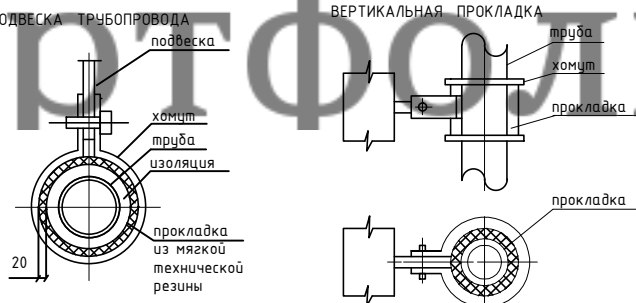 ПОДВЕСКА ТРУБОПРОВОДА
подвеска
хомут
труба
изоляция
прокладка
из мягкой
технической
резины
20
ВЕРТИКАЛЬНАЯ ПРОКЛАДКА
труба
хомут
прокладка
прокладка